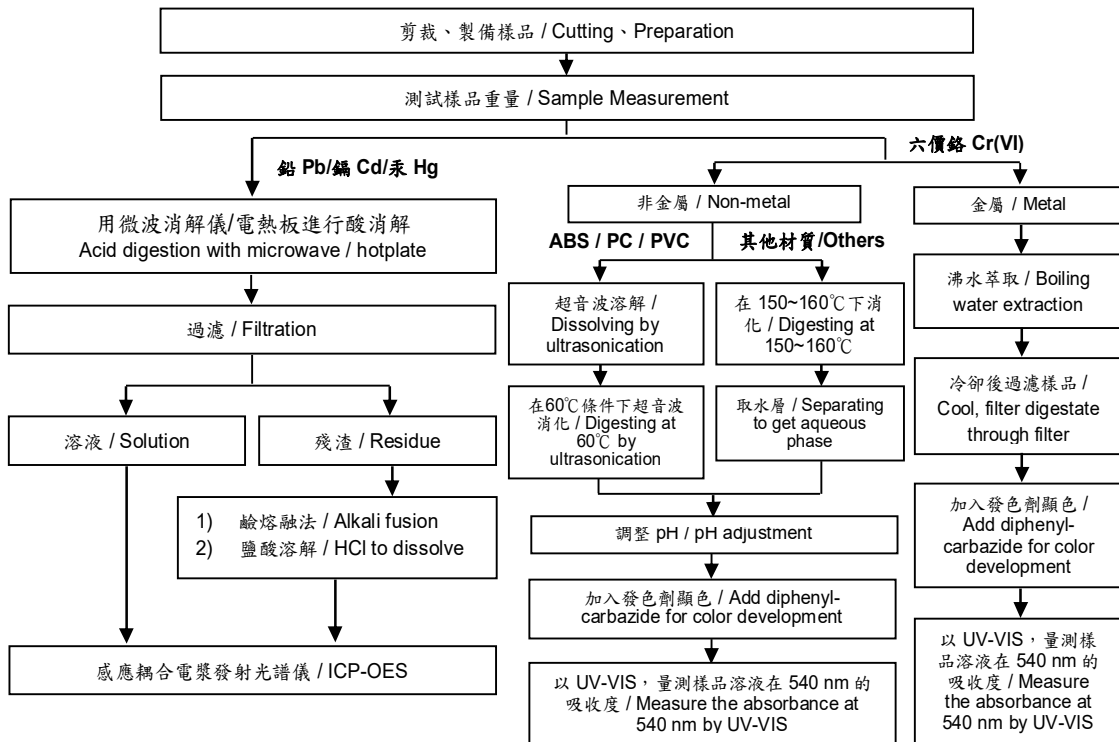 剪裁、製備樣品 / Cutting、Preparation
測試樣品重量 / Sample Measurement
鉛 Pb/鎘 Cd/汞 Hg
六價鉻 Cr(VI)
用微波消解儀/電熱板進行酸消解
Acid digestion with microwave / hotplate
過濾 / Filtration
溶液 / Solution
殘渣 / Residue
1) 鹼熔融法 / Alkali fusion
2) 鹽酸溶解 / HCl to dissolve
感應耦合電漿發射光譜儀 / ICP-OES
非金屬 / Non-metal
ABS / PC / PVC
其他材質/Others
超音波溶解 /
Dissolving by
ultrasonication
在60℃條件下超音波
消化 / Digesting at
60℃ by
ultrasonication
在 150~160℃下消
化 / Digesting at
150~160℃
取水層 / Separating
to get aqueous
phase
調整 pH / pH adjustment
加入發色劑顯色 / Add diphenyl-
carbazide for color development
以 UV-VIS，量測樣品溶液在 540 nm 的
吸收度 / Measure the absorbance at
540 nm by UV-VIS
金屬 / Metal
沸水萃取 / Boiling
water extraction
冷卻後過濾樣品 /
Cool, filter digestate
through filter
加入發色劑顯色 /
Add diphenyl-
carbazide for color
development
以 UV-VIS，量測樣
品溶液在 540 nm 的
吸收度 / Measure
the absorbance at
540 nm by UV-VIS